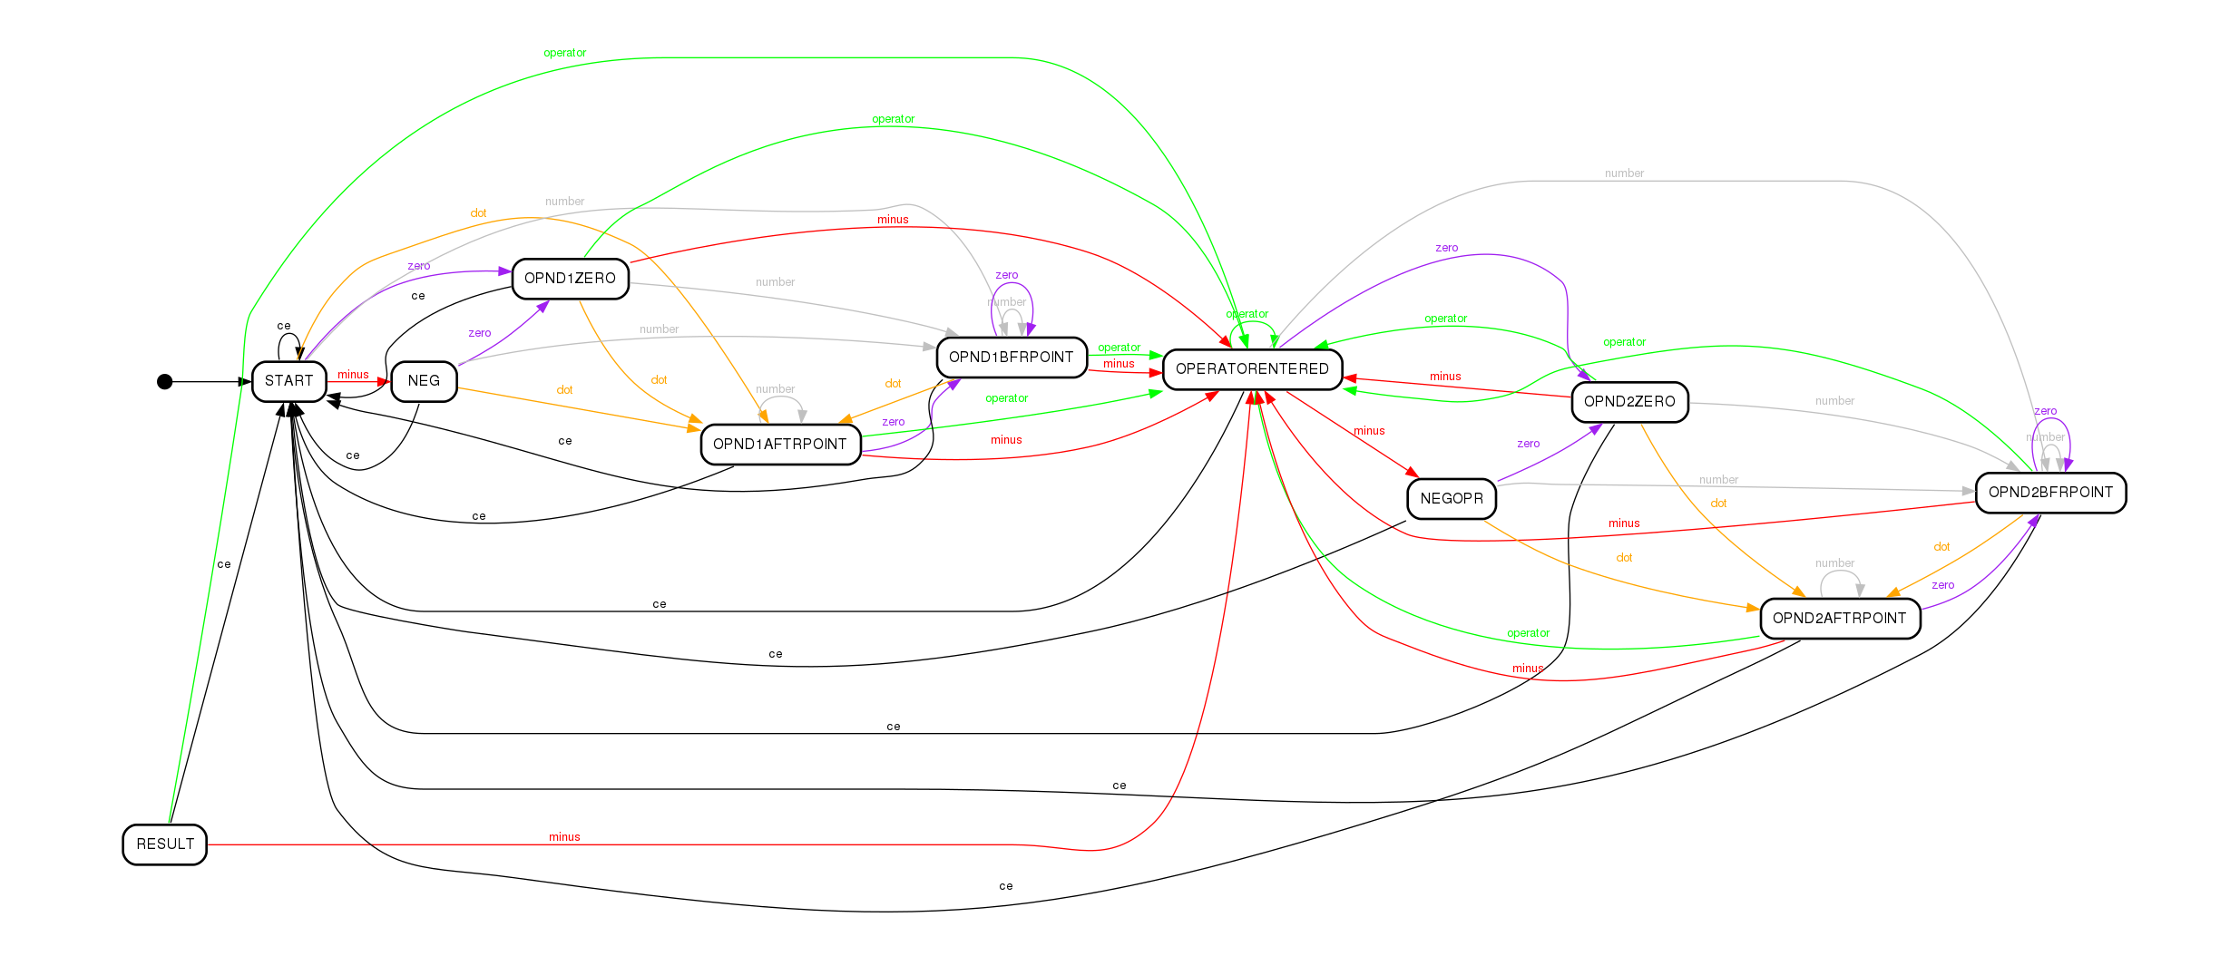 operator
operator
number
number
dot
minus
zero
zero
OPND1ZERO
zero
number
ce
number
operator
operator
ce
zero
number
operator
START
minus
NEG
number
OPND1BFRPOINT
operator
minus
OPERATORENTERED
minus
OPND2ZERO
number
dot
dot
number
dot
operator
zero
OPND1AFTRPOINT
minus
ce
ce
minus
zero
zero
number
number
NEGOPR
OPND2BFRPOINT
dot
ce
minus
dot
dot
ce
number
zero
ce
OPND2AFTRPOINT
operator
ce
minus
ce
ce
minus
RESULT
ce